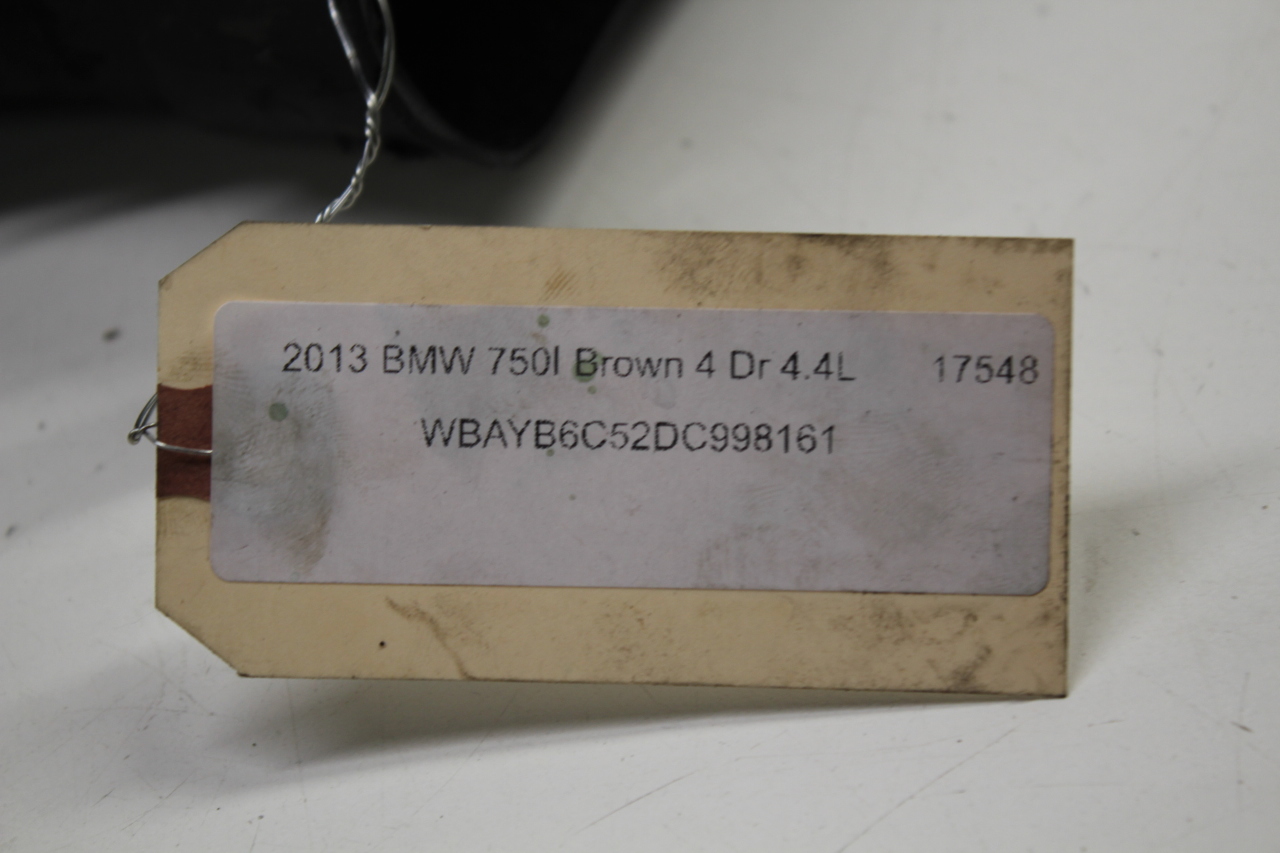 2013 BMW 750I Brown 4 Dr 4.4L 17548
WBAYB6C52DC998161